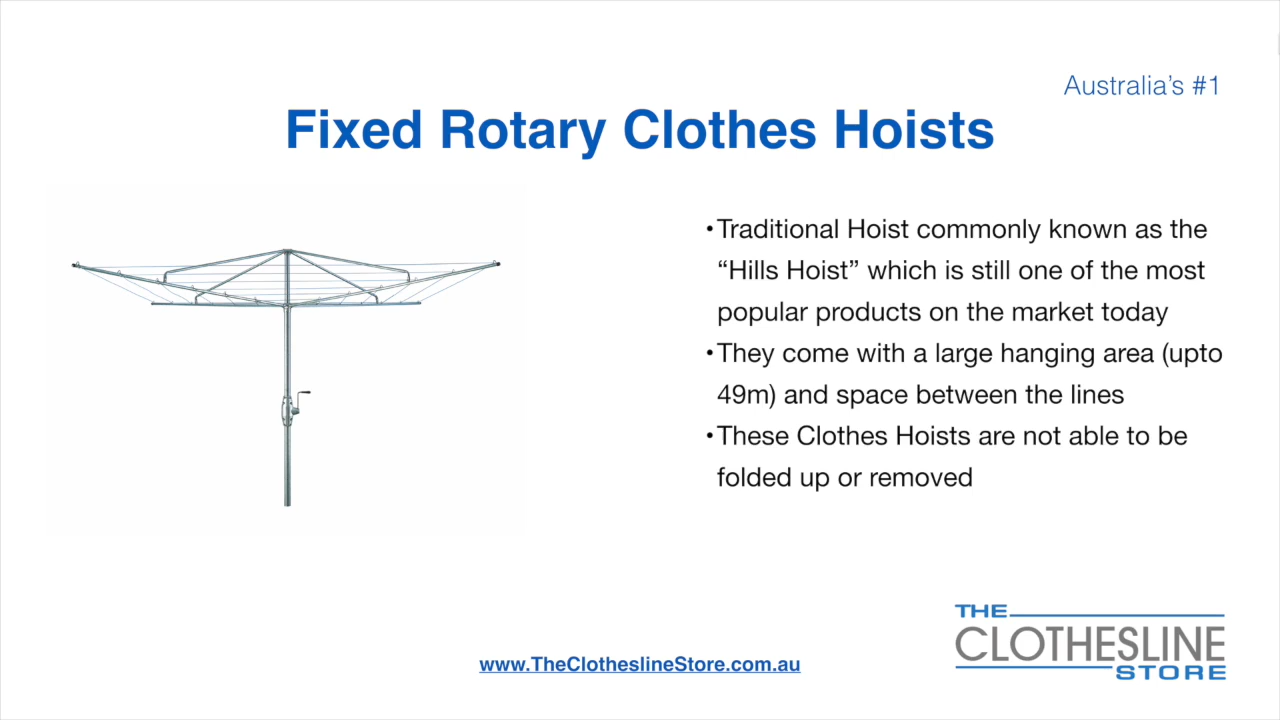 Australia's #1
Fixed Rotary Clothes Hoists
•Traditional Hoist commonly known as the
“Hills Hoist” which is still one of the most
popular products on the market today
•They come with a large hanging area (upto
49m) and space between the lines
•These Clothes Hoists are not able to be
folded up or removed
www.TheClotheslineStore.com.au
THE
CLOTHESLINE
STORE